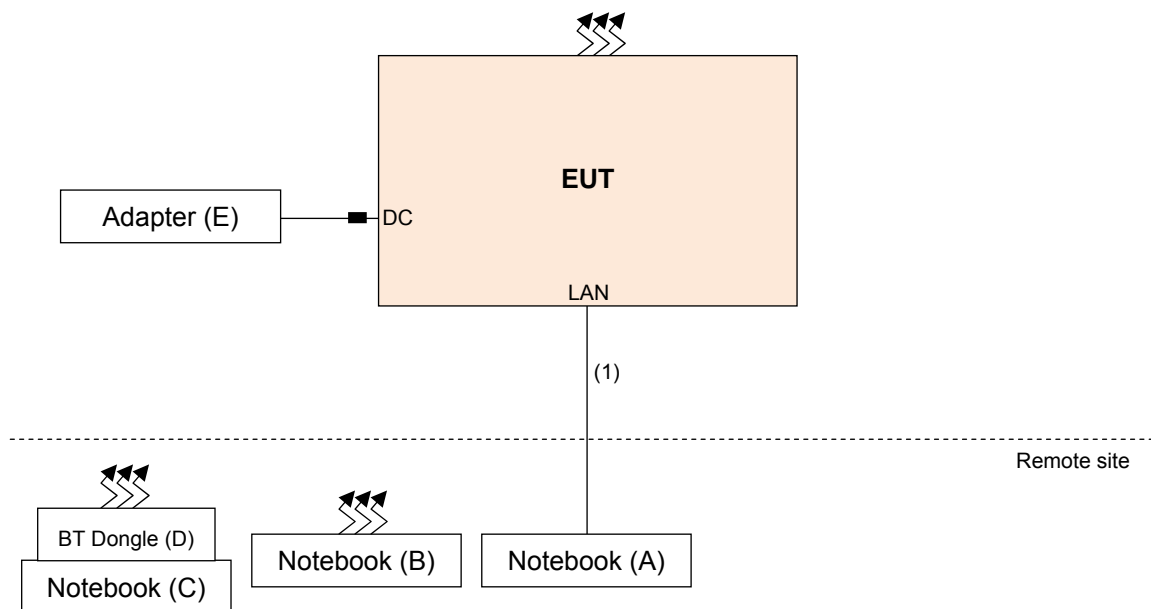 EUT
Adapter (E)
DC
LAN
(1)
Remote site
BT Dongle (D)
Notebook (B)
Notebook (A)
Notebook (C)